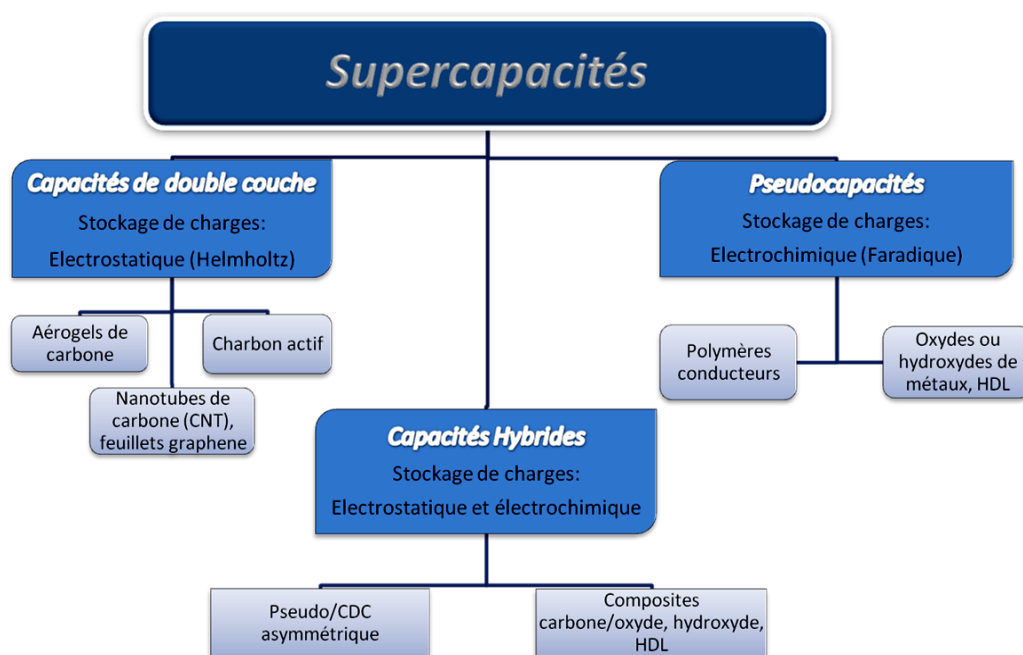 Supercapacités
Capacités de double couche
Stockage de charges:
Electrostatique (Helmholtz)
Pseudocapacités
Stockage de charges:
Electrochimique (Faradique)
Aérogels de
carbone
Charbon actif
Nanotubes de
carbone (CNT),
feuillets graphene
Polymères
conducteurs
Oxydes ou
hydroxydes de
métaux, HDL
Capacités Hybrides
Stockage de charges:
Electrostatique et électrochimique
Pseudo/CDC
asymmétrique
Composites
carbone/oxyde, hydroxyde,
HDL